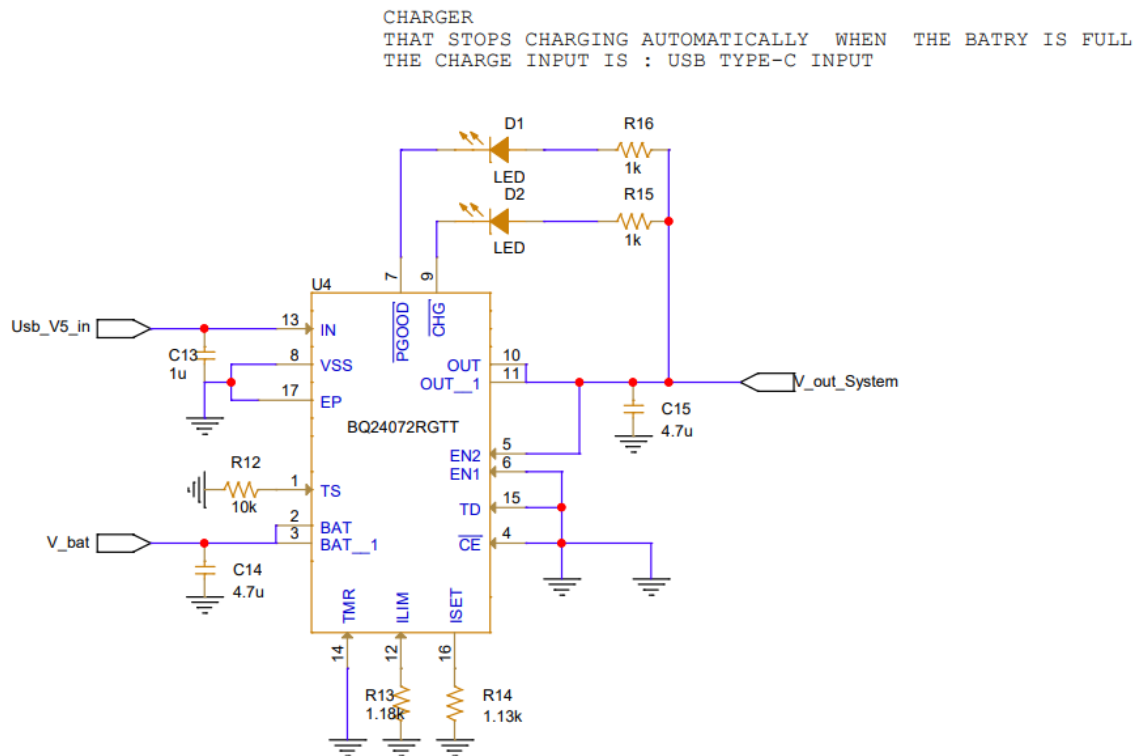 CHARGER
THAT STOPS CHARGING AUTOMATICALLY WHEN THE BATRY IS FULL
THE CHARGE INPUT IS : USB TYPE-C INPUT
D1
R16
LED
1k
D2
R15
LED
1k
7
9
U4
PGOOD
CHG
Usb_V5_in
13
IN
C13
1u
8
VSS
17
EP
OUT
10
OUT__1
11
V_out_System
C15
4.7u
BQ24072RGTT
EN2
5
EN1
6
R12
10k
1
TS
TD
15
2
BAT
V_bat
3
BAT__1
CE
4
C14
4.7u
TMR
ILIM
ISET
14
12
16
R13
1.18k
R14
1.13k